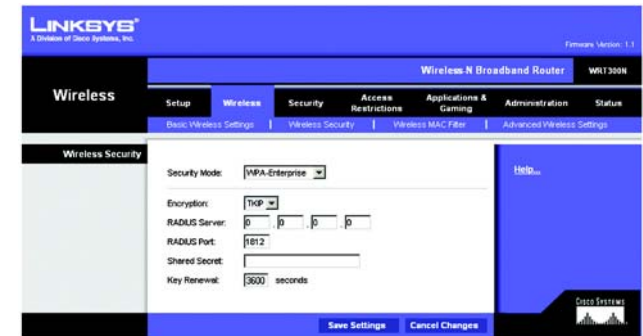 LINKSYS®
A Division of Cisco Systems, Inc.
Firmware Version: 1.1
Wireless-N Broadband Router WRT300N
Wireless
Setup Wireless Security Access Restrictions Applications & Gaming Administration Status
Basic Wireless Settings | Wireless Security | Wireless MAC Filter | Advanced Wireless Settings
Wireless Security
Security Mode: WPA-Enterprise
Help...
Encryption: TKIP
RADIUS Server: 0 . 0 . 0 . 0
RADIUS Port: 1812
Shared Secret:
Key Renewal: 3600 seconds
CISCO SYSTEMS
Save Settings Cancel Changes